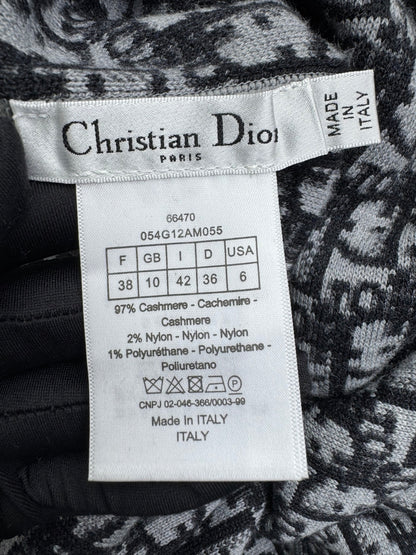 Christian Dior
PARIS
MADE
IN
ITALY
66470
054G12AM055
F GB I D USA
38 10 42 36 6
97% Cashmere - Cachemire -
Cashmere
2% Nylon - Nylon - Nylon
1% Polyuréthane - Polyurethane -
Poliuretano
P
CNPJ 02-046-366/0003-99
Made In ITALY
ITALY